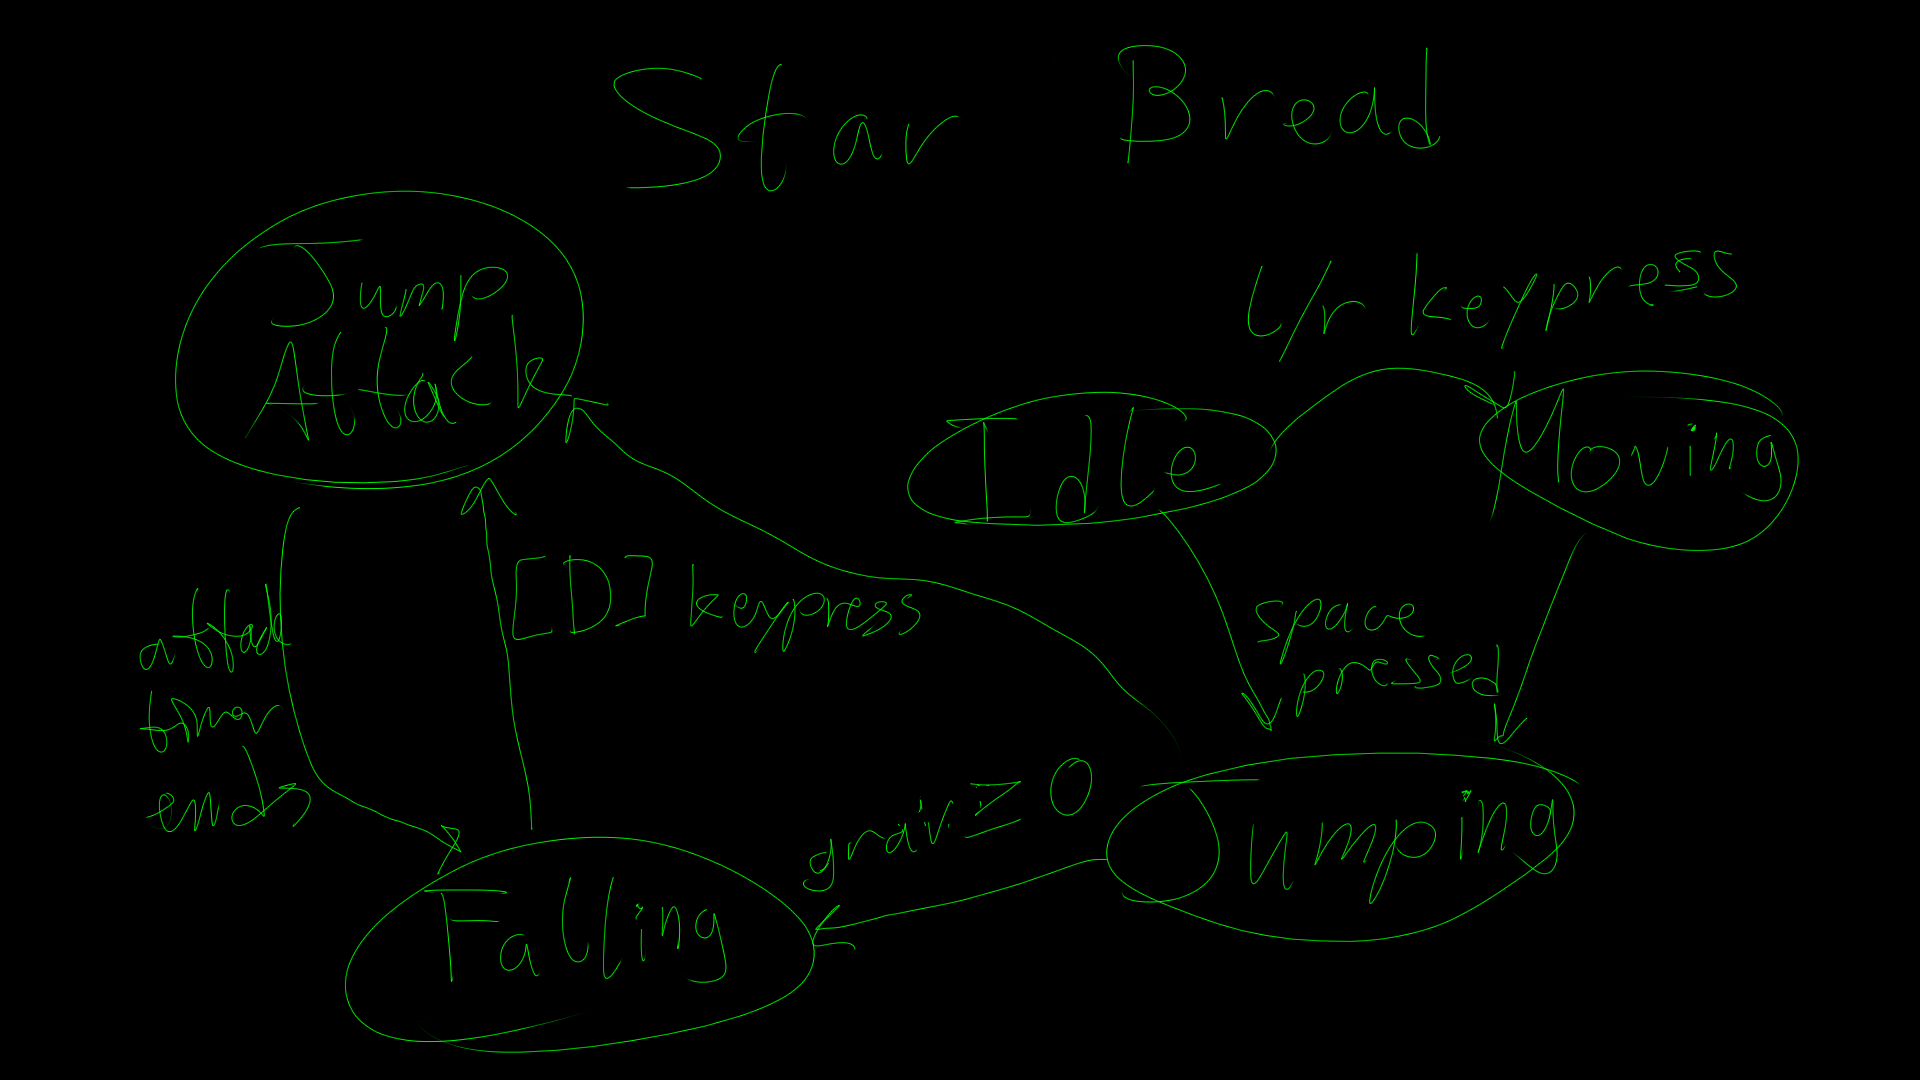 Star Bread
Jump
Attack
l/r keypress
Idle
Moving
[D] keypress
space
pressed
attack
timer
ends
grav. ≥ 0
Jumping
Falling